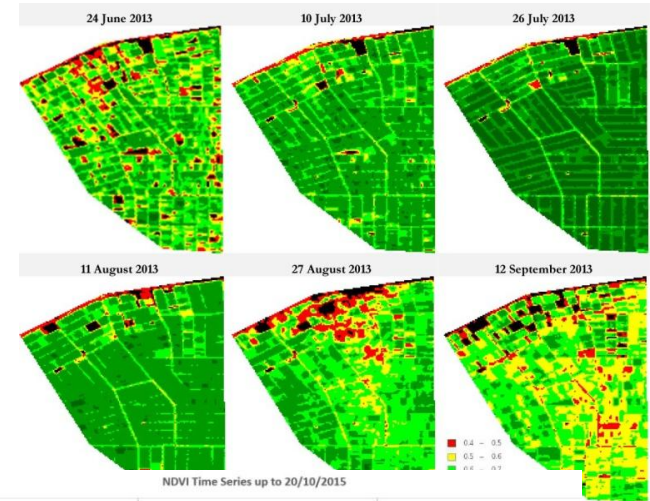 24 June 2013
10 July 2013
26 July 2013
11 August 2013
27 August 2013
12 September 2013
0.4 - 0.5
0.5 - 0.6
NDVI Time Series up to 20/10/2015